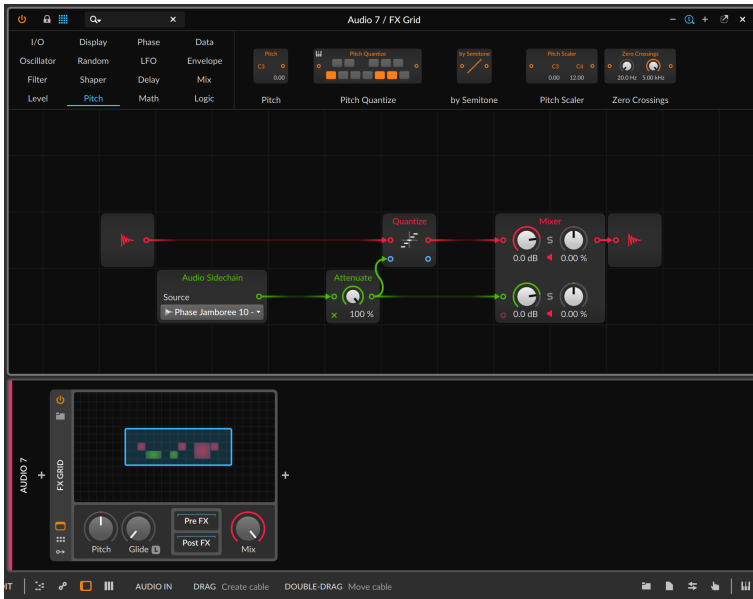 Audio 7 / FX Grid
I/O Display Phase Data
Oscillator Random LFO Envelope
Filter Shaper Delay Mix
Level Pitch Math Logic
Pitch
C3
0.00
Pitch
Pitch Quantize
Pitch Quantize
by Semitone
by Semitone
Pitch Scaler
C3 C4
0.00 12.00
Pitch Scaler
Zero Crossings
20.0 Hz 5.00 kHz
Zero Crossings
Quantize
Mixer
S
0.0 dB 0.00 %
Audio Sidechain
Source
Phase Jamboree 10 -
Attenuate
100 %
S
0.0 dB 0.00 %
AUDIO 7
FX GRID
Pitch
Glide L
Pre FX
Post FX
Mix
IT AUDIO IN DRAG Create cable DOUBLE-DRAG Move cable